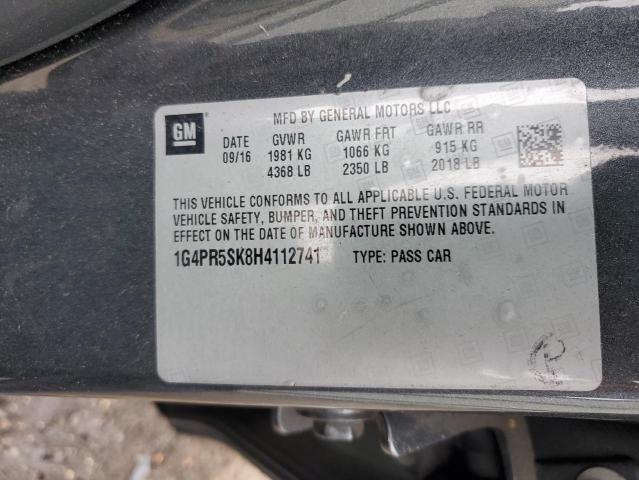 GM
MFD BY GENERAL MOTORS LLC
DATE GVWR GAWR FRT GAWR RR
09/16 1981 KG 1066 KG 915 KG
4368 LB 2350 LB 2018 LB
THIS VEHICLE CONFORMS TO ALL APPLICABLE U.S. FEDERAL MOTOR
VEHICLE SAFETY, BUMPER, AND THEFT PREVENTION STANDARDS IN
EFFECT ON THE DATE OF MANUFACTURE SHOWN ABOVE.
1G4PR5SK8H4112741 TYPE: PASS CAR